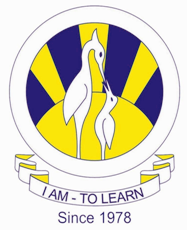 I AM - TO LEARN
Since 1978